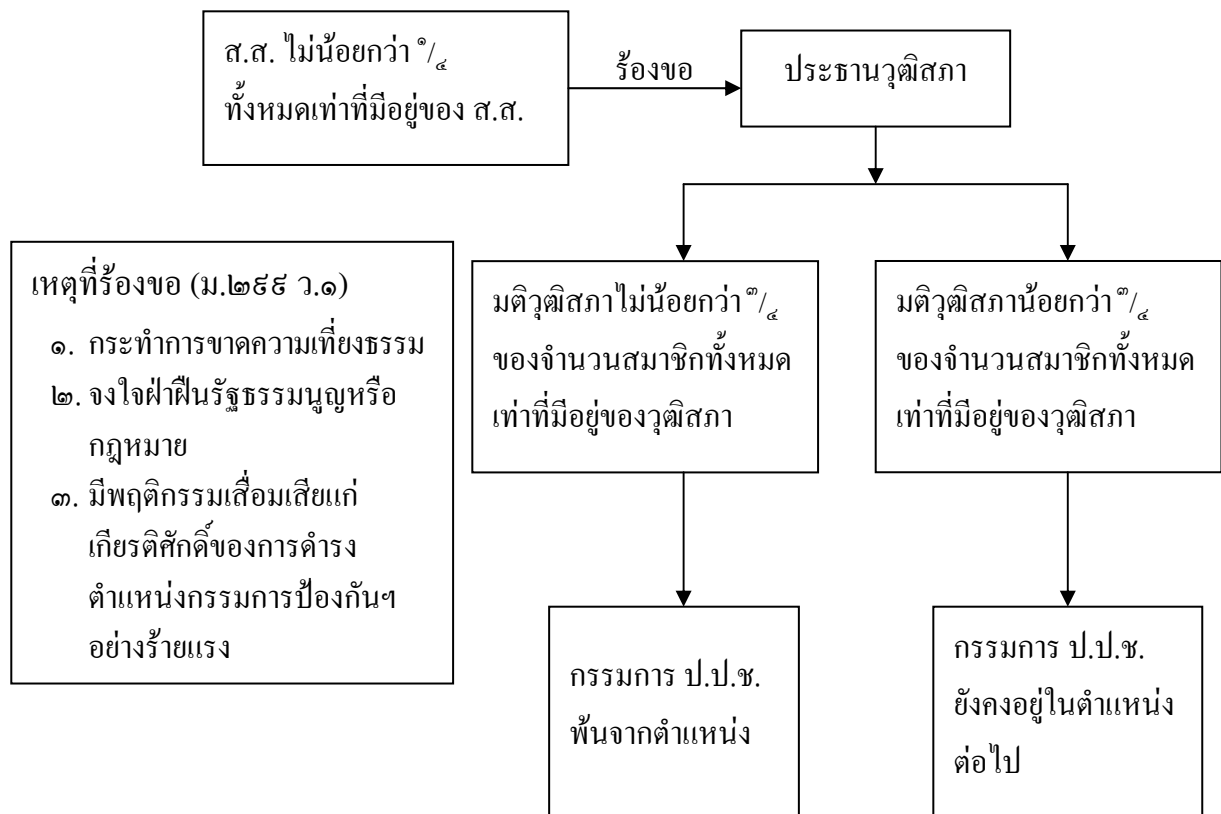 ส.ส. ไม่น้อยกว่า ๑/๔
ทั้งหมดเท่าที่มีอยู่ของ ส.ส.
ร้องขอ
ประธานวุฒิสภา
เหตุที่ร้องขอ (ม.๒๙๙ ว.๑)
๑. กระทำการขาดความเที่ยงธรรม
๒. จงใจฝ่าฝืนรัฐธรรมนูญหรือ
กฎหมาย
๓. มีพฤติกรรมเสื่อมเสียแก่
เกียรติศักดิ์ของการดำรง
ตำแหน่งกรรมการป้องกันฯ
อย่างร้ายแรง
มติวุฒิสภาไม่น้อยกว่า ๓/๔
ของจำนวนสมาชิกทั้งหมด
เท่าที่มีอยู่ของวุฒิสภา
มติวุฒิสภาน้อยกว่า ๓/๔
ของจำนวนสมาชิกทั้งหมด
เท่าที่มีอยู่ของวุฒิสภา
กรรมการ ป.ป.ช.
พ้นจากตำแหน่ง
กรรมการ ป.ป.ช.
ยังคงอยู่ในตำแหน่ง
ต่อไป